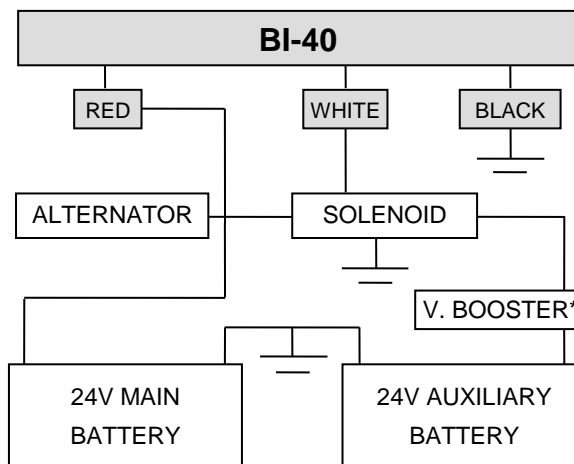 BI-40
RED
WHITE
BLACK
ALTERNATOR
SOLENOID
V. BOOSTER*
24V MAIN
BATTERY
24V AUXILIARY
BATTERY